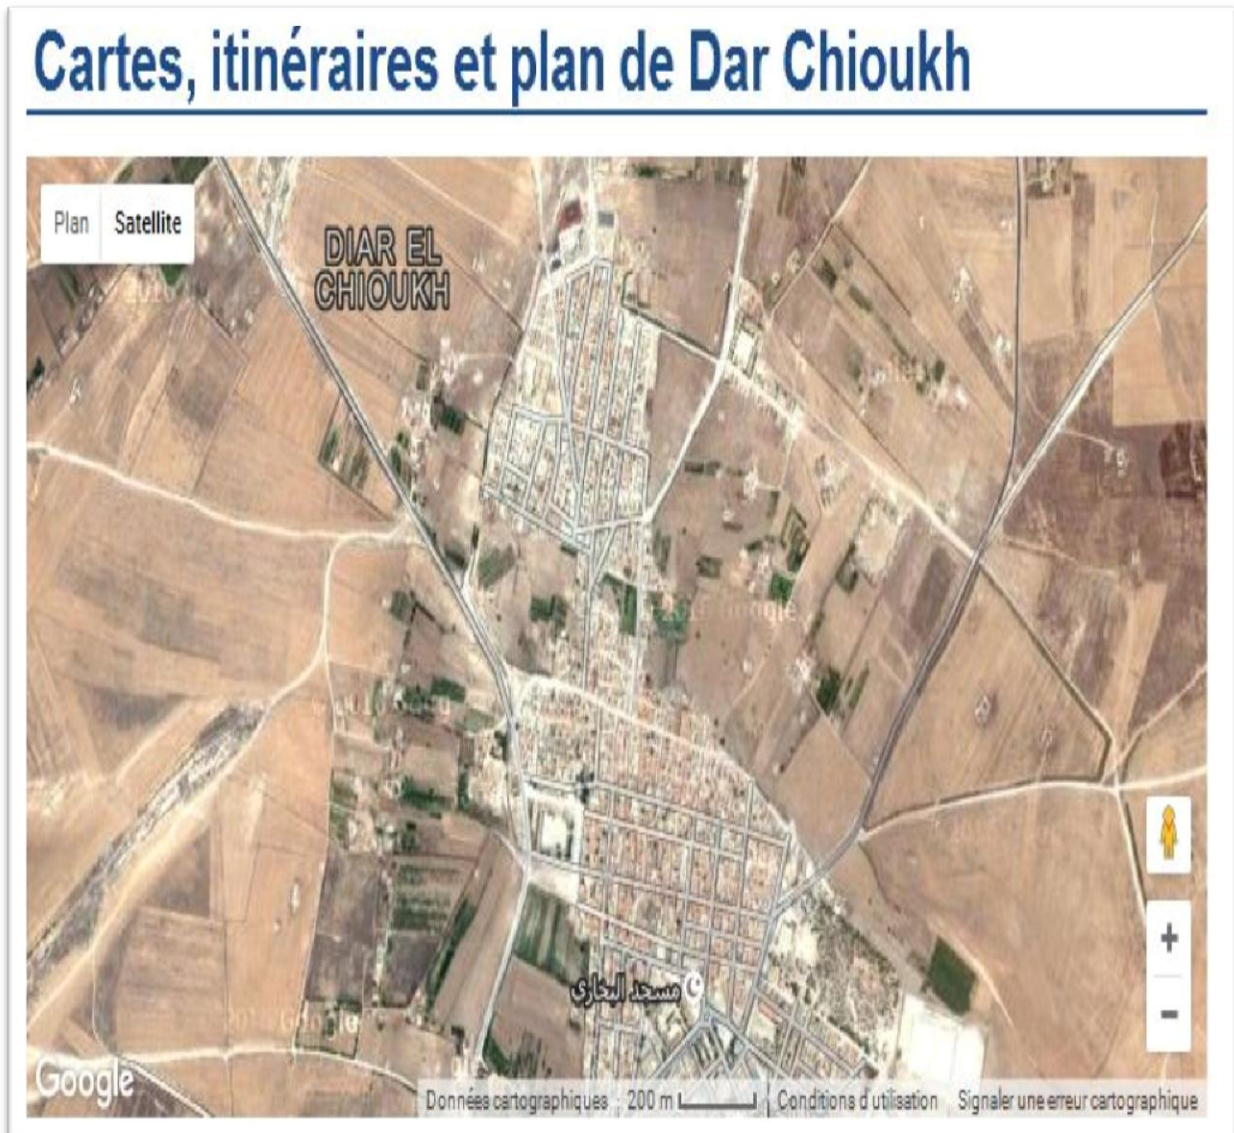 Cartes, itinéraires et plan de Dar Chioukh
Plan Satellite
DIAR EL
CHIOUKH
مسجد البخاري
Google
Données cartographiques 200 m Conditions d'utilisation Signaler une erreur cartographique